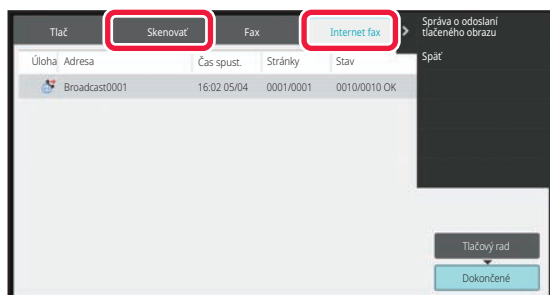 Tlač Skenovať Fax Internet fax
Úloha Adresa Čas spust. Stránky Stav
Broadcast0001 16:02 05/04 0001/0001 0010/0010 OK
Správa o odoslaní
tlačeného obrazu
Späť
Tlačový rad
Dokončené